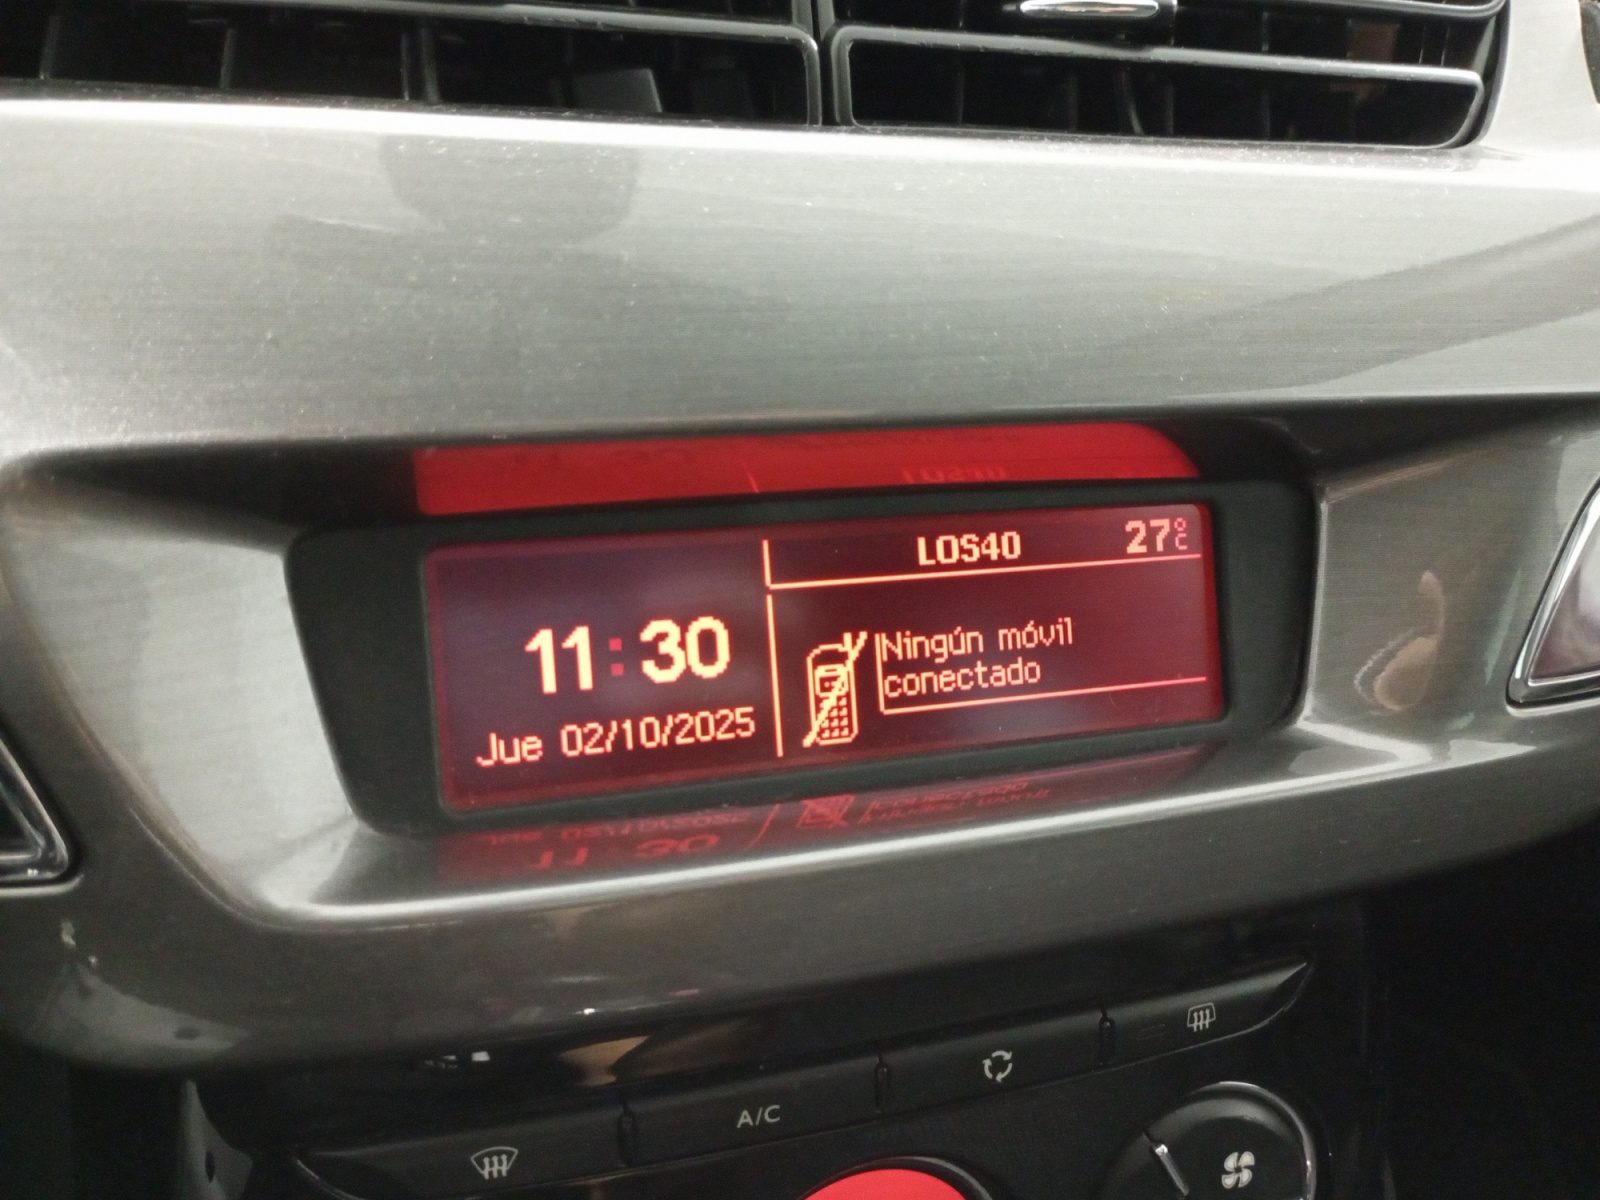 LOS40
27°C
11:30
Jue 02/10/2025
Ningún móvil
conectado
A/C